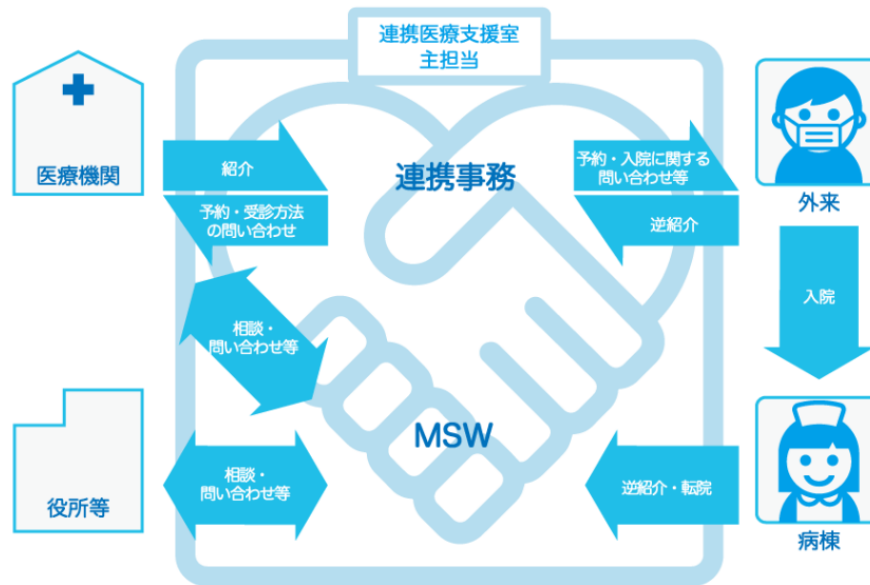 連携医療支援室
主担当
医療機関
紹介
予約・受診方法
の問い合わせ
連携事務
予約・入院に関する
問い合わせ等
逆紹介
外来
入院
相談・
問い合わせ等
MSW
役所等
相談・
問い合わせ等
逆紹介・転院
病棟